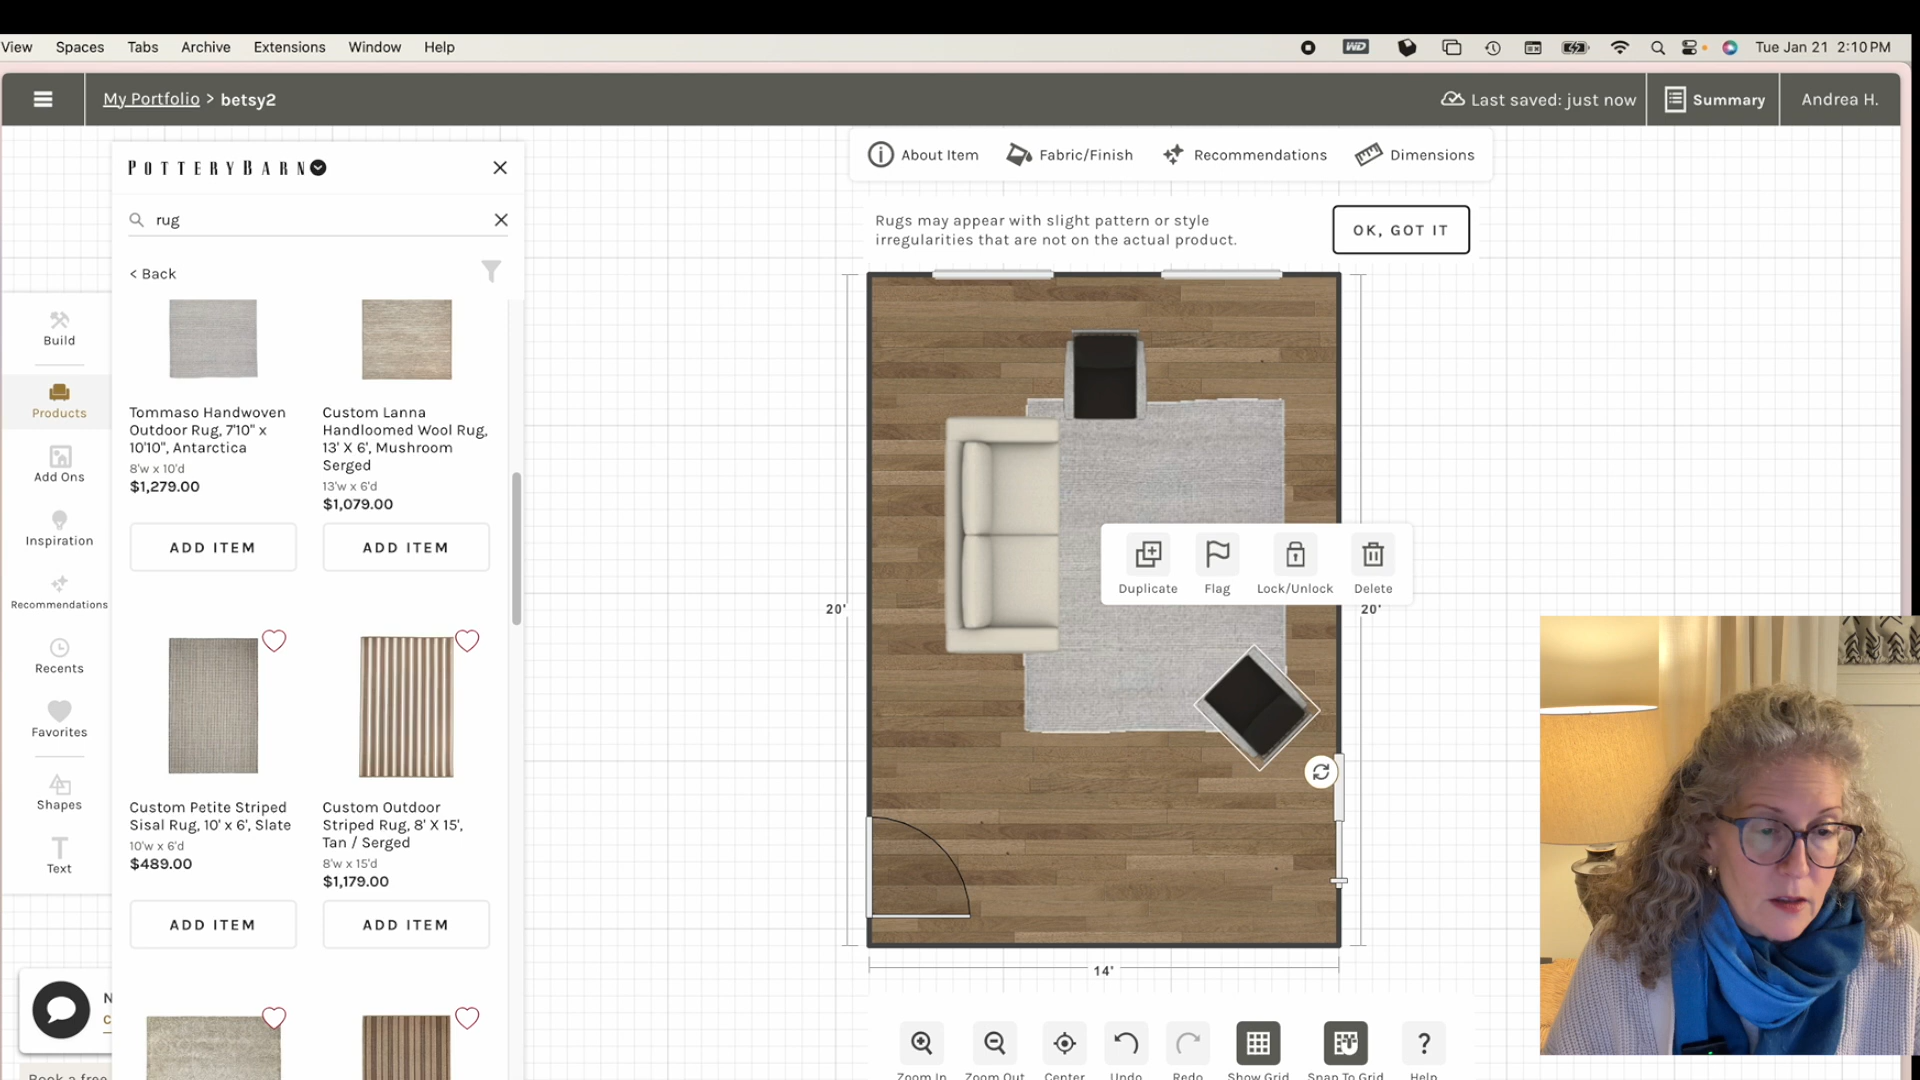 View Spaces Tabs Archive Extensions Window Help
WD
Tue Jan 21 2:10 PM
My Portfolio > betsy2
Last saved: just now
Summary
Andrea H.
POTTERY BARN
rug
< Back
Build
Products
Add Ons
Inspiration
Recommendations
Recents
Favorites
Shapes
Text
Tommaso Handwoven
Outdoor Rug, 7'10" x
10'10", Antarctica
8'w x 10'd
$1,279.00
ADD ITEM
Custom Lanna
Handloomed Wool Rug,
13' X 6', Mushroom
Serged
13'w x 6'd
$1,079.00
ADD ITEM
Custom Petite Striped
Sisal Rug, 10' x 6', Slate
10'w x 6'd
$489.00
ADD ITEM
Custom Outdoor
Striped Rug, 8' X 15',
Tan / Serged
8'w x 15'd
$1,179.00
ADD ITEM
About Item
Fabric/Finish
Recommendations
Dimensions
Rugs may appear with slight pattern or style
irregularities that are not on the actual product.
OK, GOT IT
Duplicate
Flag
Lock/Unlock
Delete
20'
20'
14'
Zoom In
Zoom Out
Center
Undo
Redo
Show Grid
Snap To Grid
? Help
Book a free